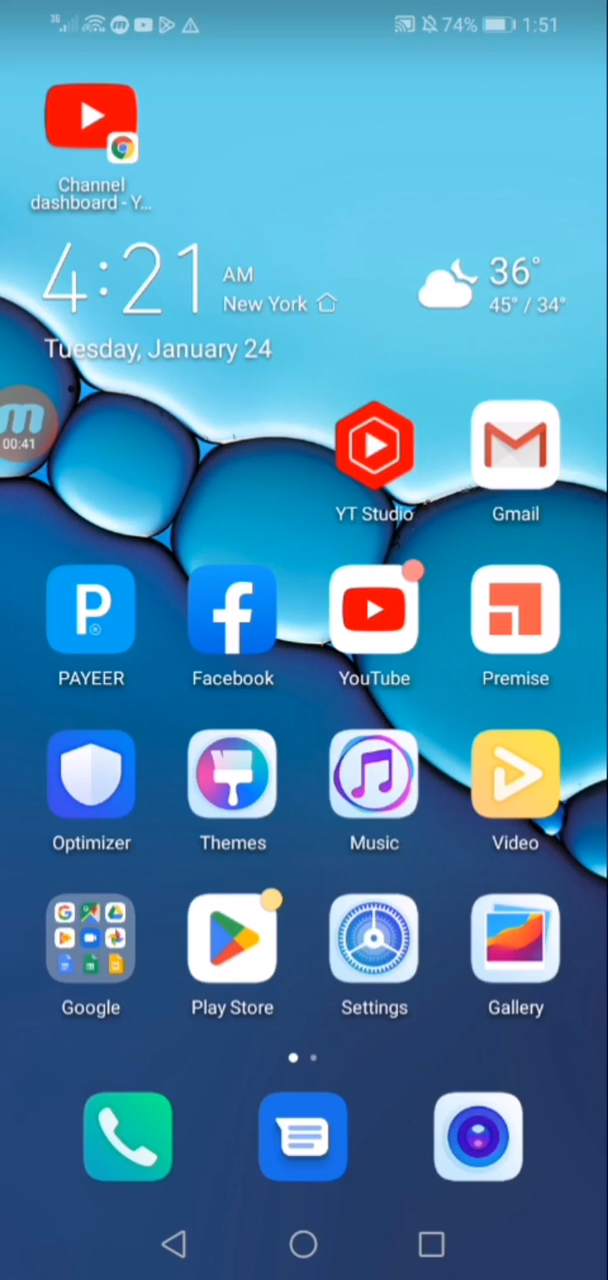 3G
74%
1:51
Channel
dashboard - Y...
4:21
AM
New York
36°
45° / 34°
Tuesday, January 24
m
00:41
YT Studio
Gmail
P
PAYEER
Facebook
YouTube
Premise
Optimizer
Themes
Music
Video
Google
Play Store
Settings
Gallery